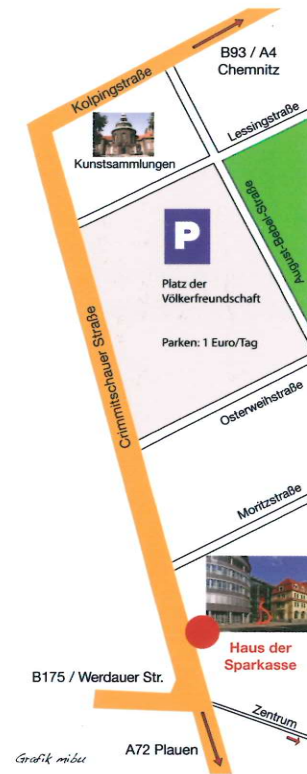 B93 / A4
Chemnitz
Kolpingstraße
Lessingstraße
Kunstsammlungen
August-Bebel-Straße
P
Platz der
Völkerfreundschaft
Parken: 1 Euro/Tag
Crimmitschauer Straße
Osterweihstraße
Moritzstraße
Haus der
Sparkasse
B175 / Werdauer Str.
Zentrum
A72 Plauen
Grafik mibu